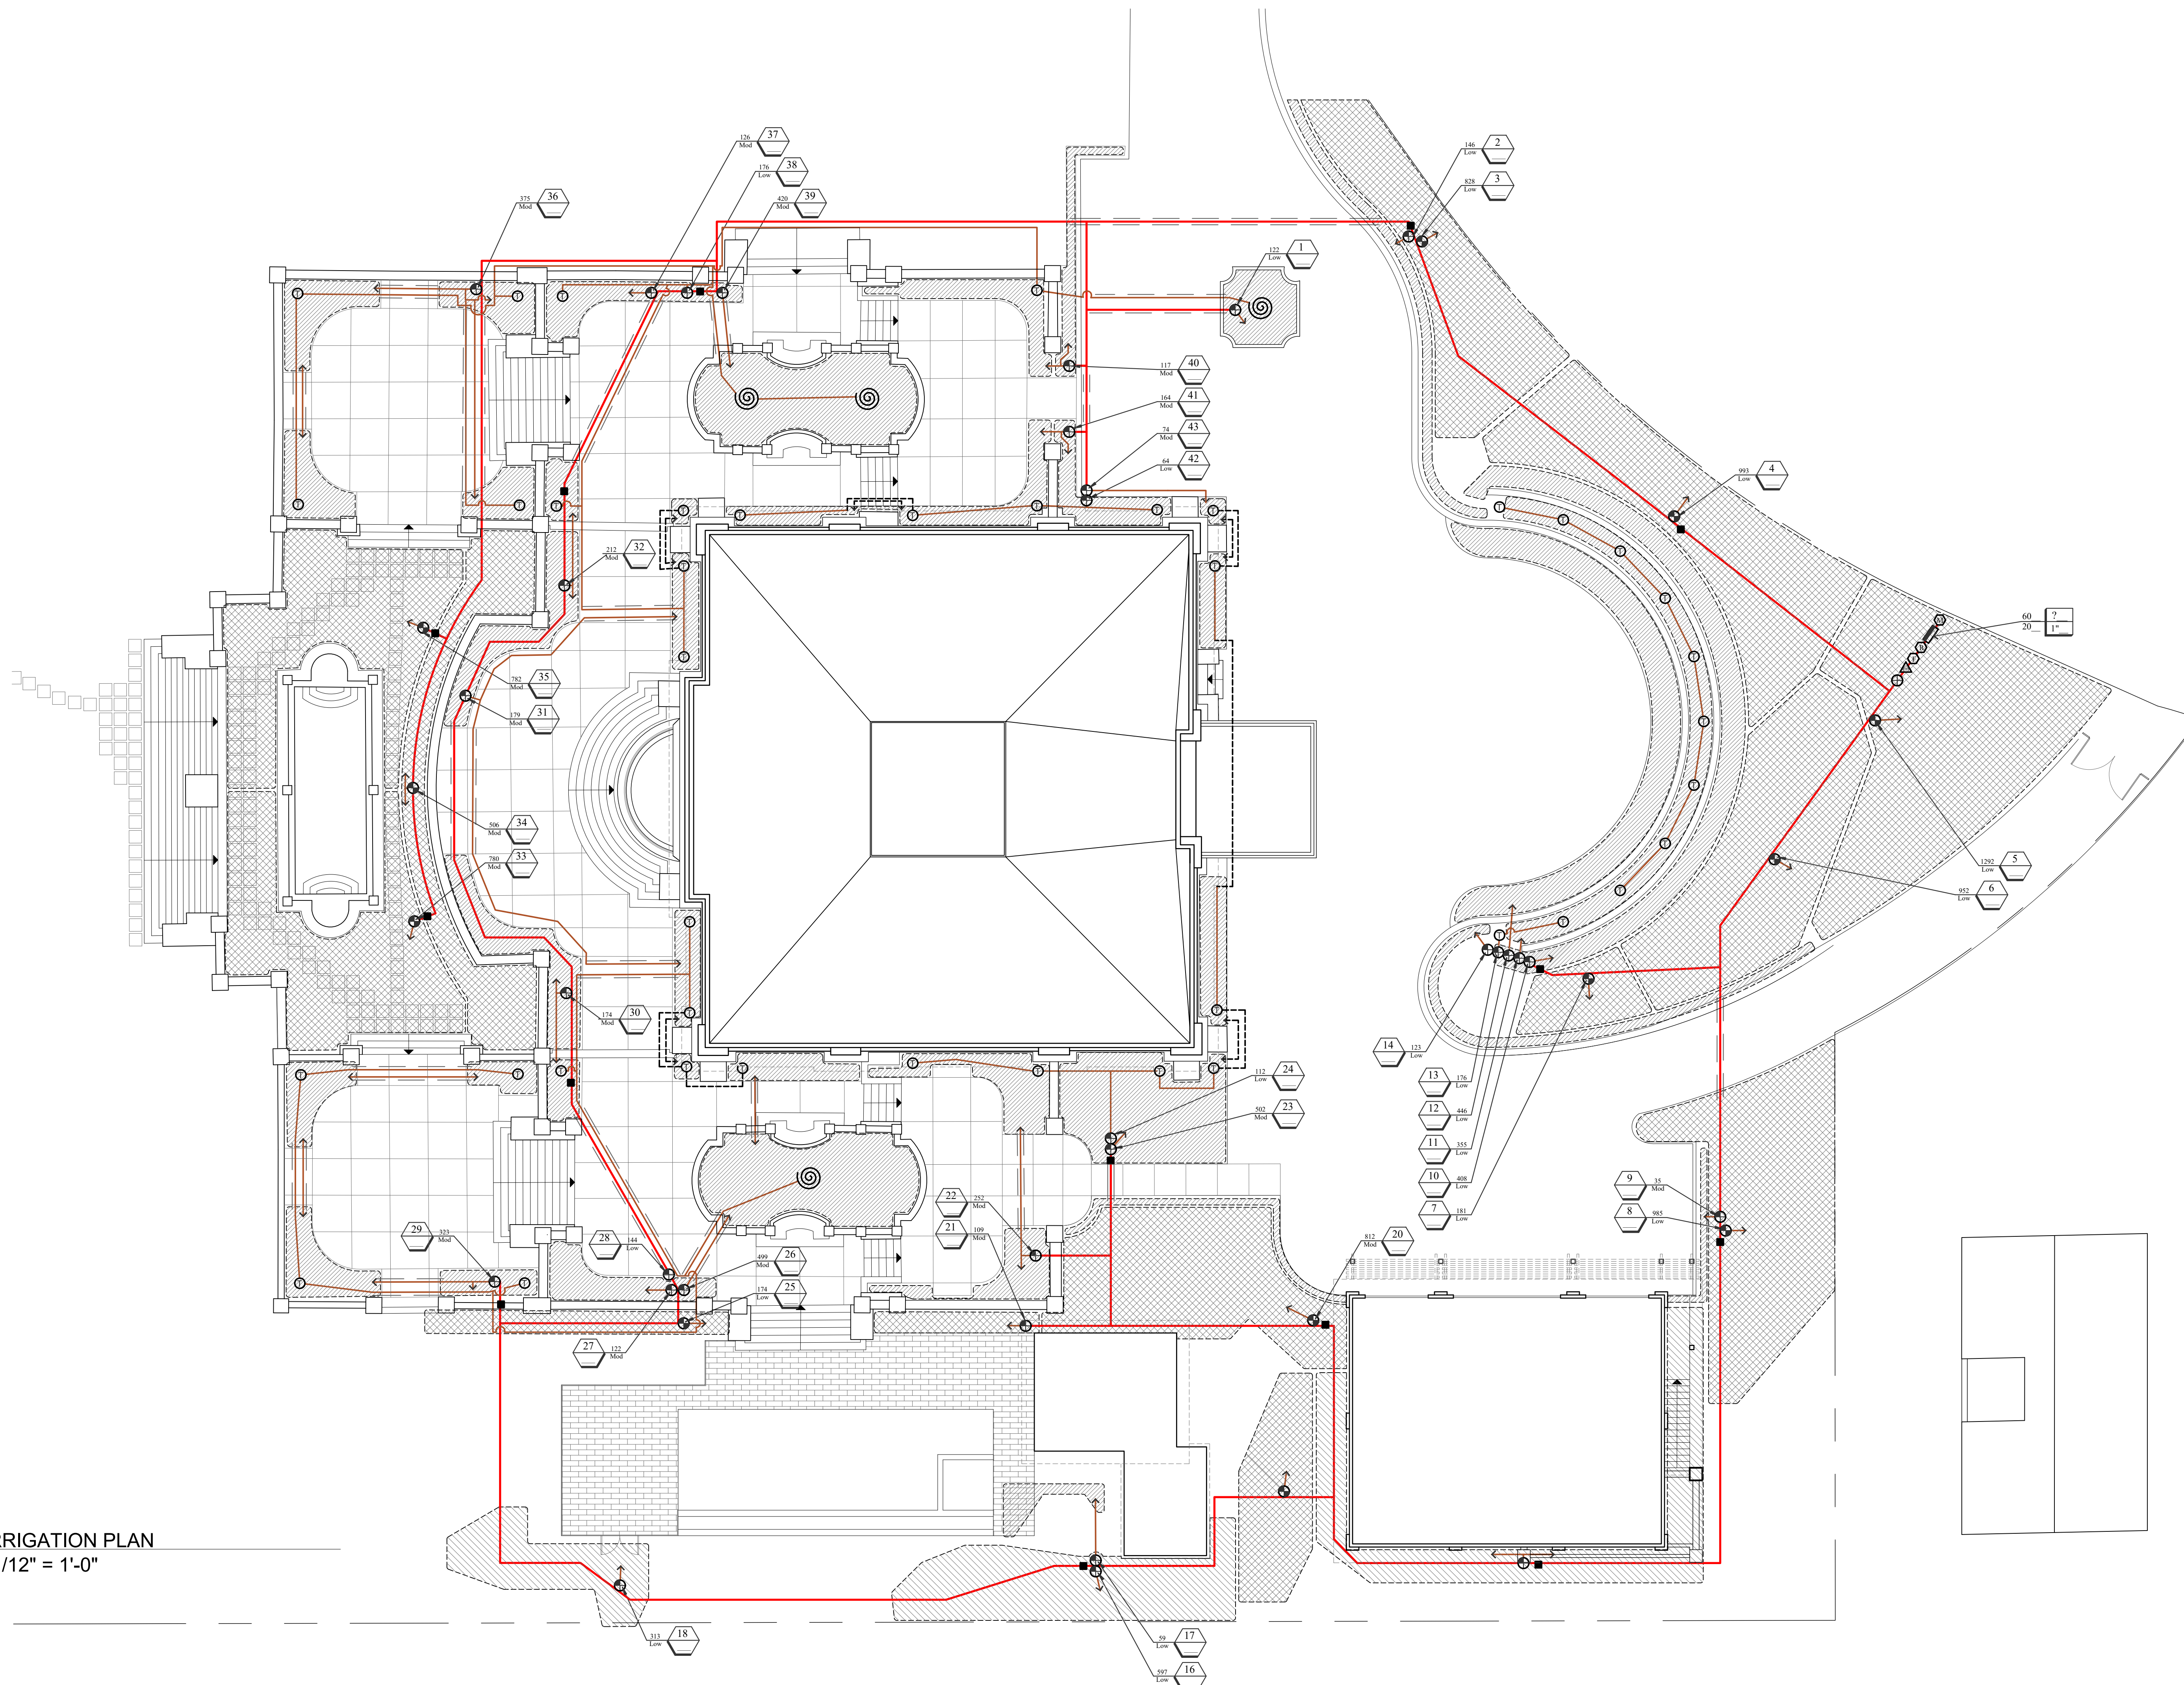 126 37
Mod
176 38
Low
420 39
Mod
375 36
Mod
146 2
Low
828 3
Low
122 1
Low
117 40
Mod
164 41
Mod
74 43
Mod
64 42
Low
993 4
Low
212 32
Mod
60 ?
20 1"
M
R
F
782 35
Mod
179 31
Mod
506 34
Mod
780 33
Mod
1292 5
Low
952 6
Low
174 30
Mod
14 123
Low
13 176
Low
12 446
Low
11 355
Low
10 408
Low
7 181
Low
112 24
Low
502 23
Mod
9 35
Mod
8 985
Low
22 252
Mod
21 109
Mod
812 20
Mod
29 323
Mod
28 144
Low
499 26
Mod
174 25
Low
27 122
Mod
RRIGATION PLAN
/12" = 1'-0"
313 18
Low
59 17
Low
597 16
Low